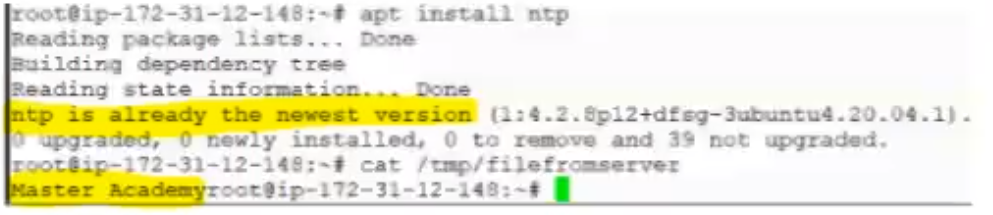 root@ip-172-31-12-148:~# apt install ntp
Reading package lists... Done
Building dependency tree
Reading state information... Done
ntp is already the newest version (1:4.2.8p12+dfsg-3ubuntu4.20.04.1).
0 upgraded, 0 newly installed, 0 to remove and 39 not upgraded.
root@ip-172-31-12-148:~# cat /tmp/filefromserver
Master Academyroot@ip-172-31-12-148:~#